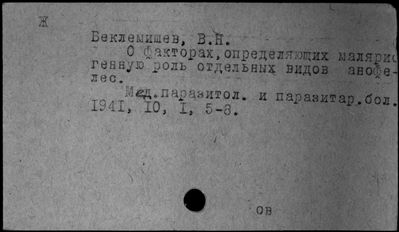 Ж
Беклемишев, В.Н.
О факторах,определяющих малярио
генную роль отдельных видов анофе-
лес.
Мед.паразитол. и паразитар.бол.
1941, 10, I, 5-8.
ов